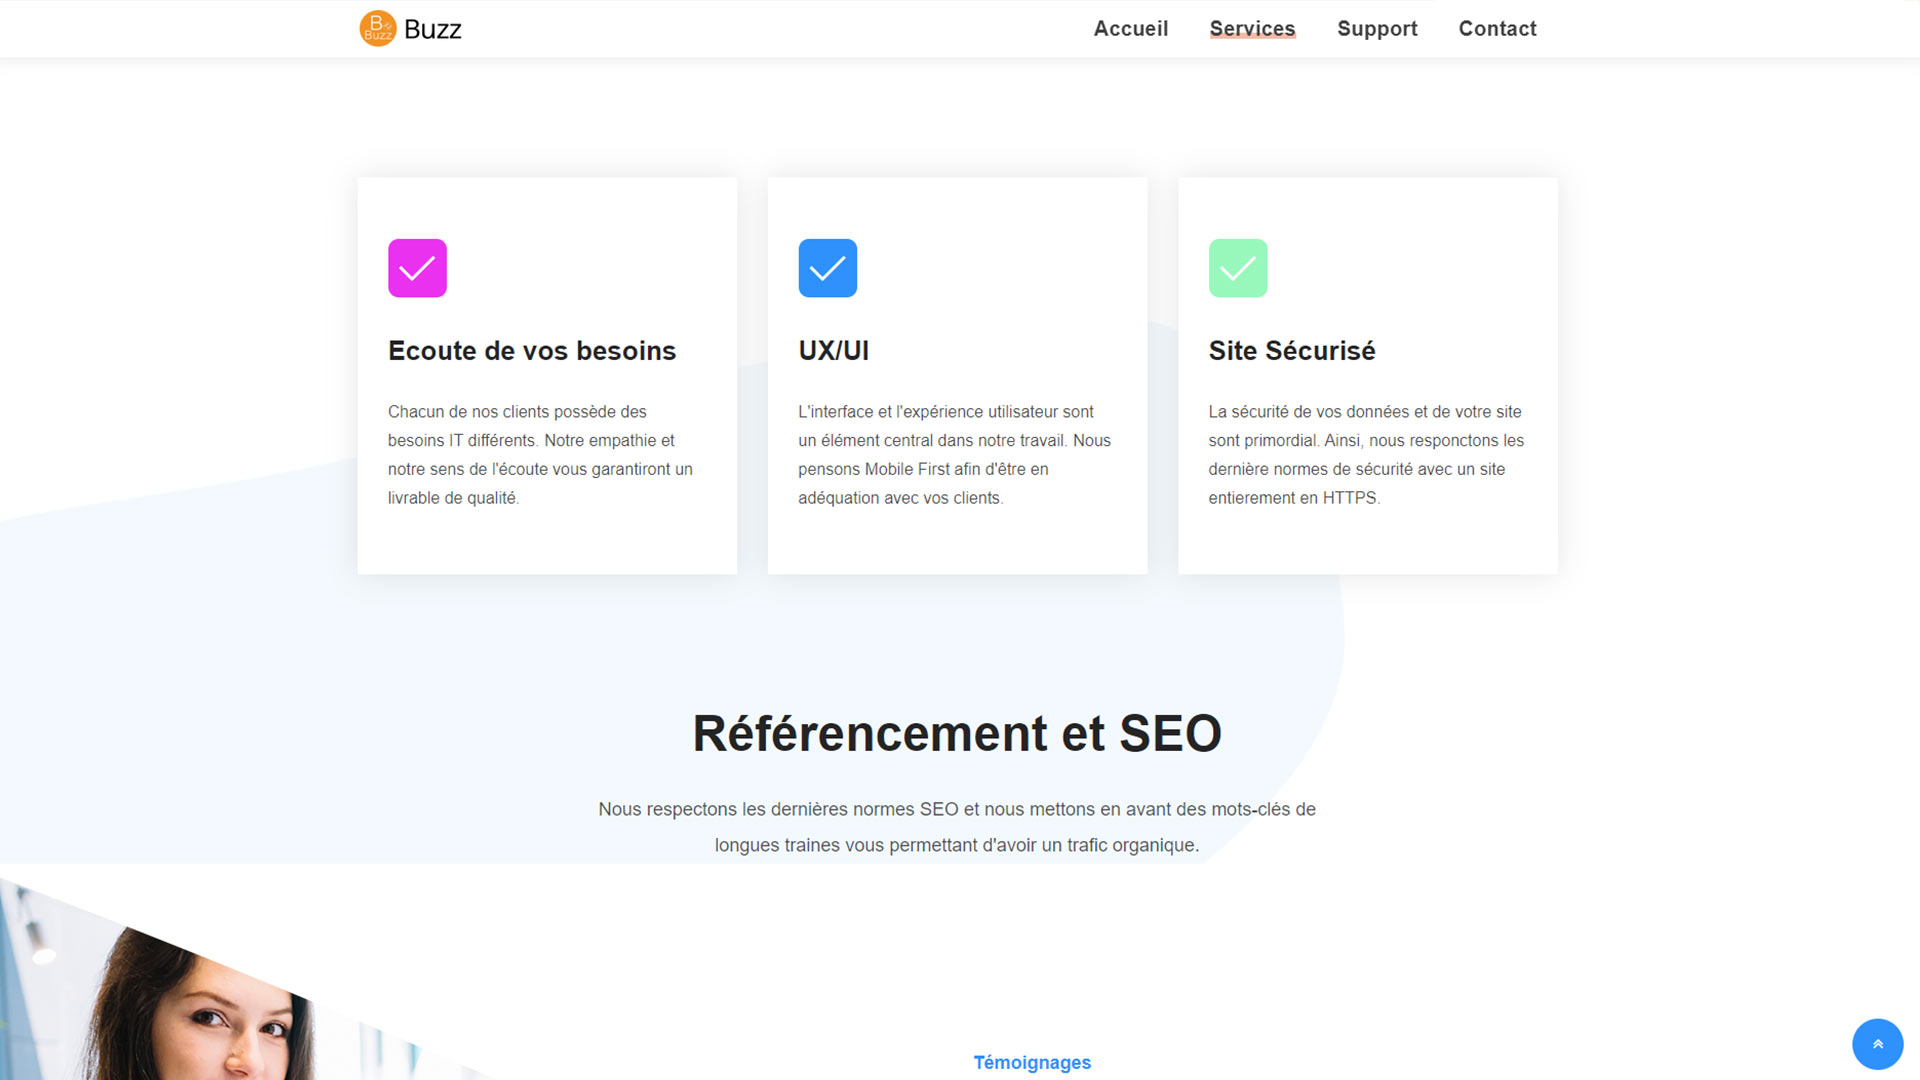 B
Buzz
Buzz
Accueil
Services
Support
Contact
Ecoute de vos besoins
Chacun de nos clients possède des
besoins IT différents. Notre empathie et
notre sens de l'écoute vous garantiront un
livrable de qualité.
UX/UI
L'interface et l'expérience utilisateur sont
un élément central dans notre travail. Nous
pensons Mobile First afin d'être en
adéquation avec vos clients.
Site Sécurisé
La sécurité de vos données et de votre site
sont primordial. Ainsi, nous responctons les
dernière normes de sécurité avec un site
entierement en HTTPS.
Référencement et SEO
Nous respectons les dernières normes SEO et nous mettons en avant des mots-clés de
longues traines vous permettant d'avoir un trafic organique.
Témoignages